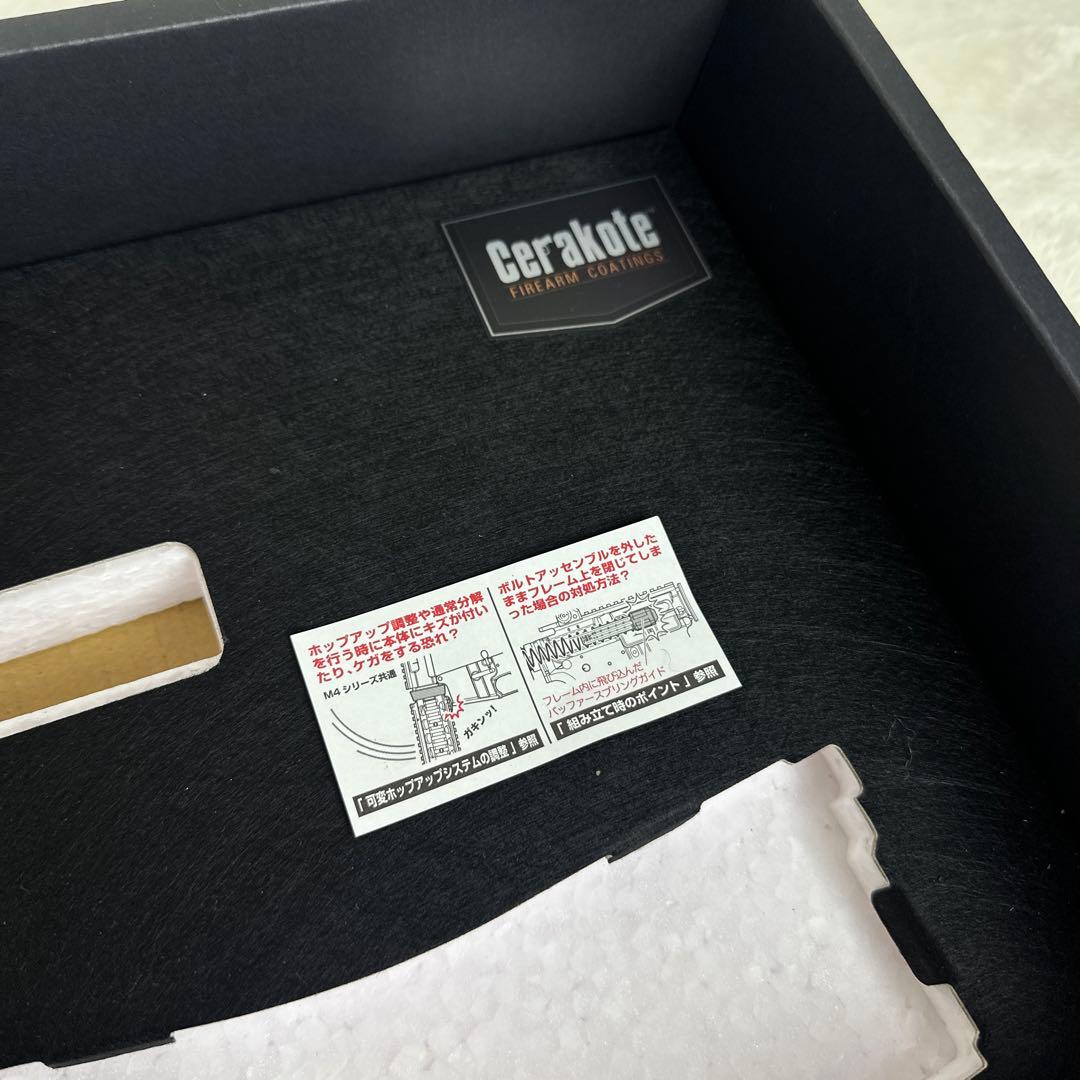 Cerakote
FIREARM COATINGS
ホップアップ調整や通常分解
を行う時に本体にキズが付い
たり、ケガをする恐れ？
M4シリーズ共通
ガキンッ！
「可変ホップアップシステムの調整」参照
ボルトアッセンブルを外した
ままフレーム上を閉じてしま
った場合の対処方法？
フレーム内に飛び込んだ
バッファースプリングガイド
「組み立て時のポイント」参照